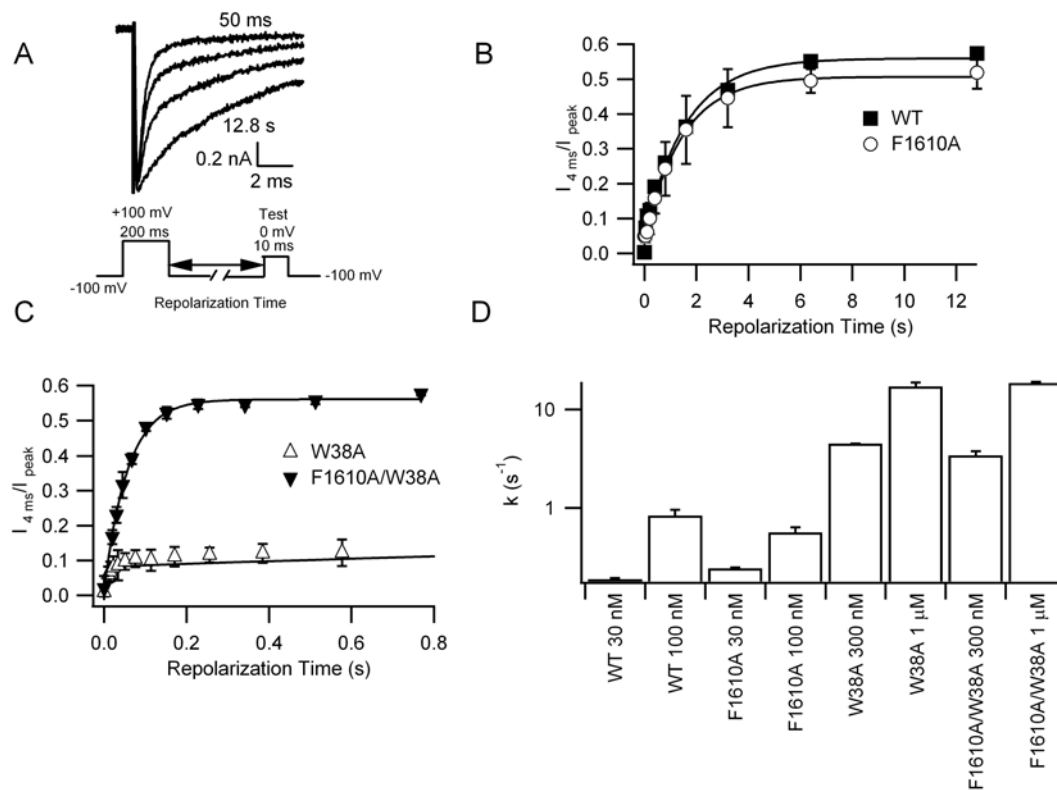 A
50 ms
12.8 s
0.2 nA
2 ms
+100 mV
200 ms
Test
0 mV
10 ms
-100 mV
-100 mV
Repolarization Time
B
I 4 ms/I peak
0.6
0.5
0.4
0.3
0.2
0.1
0.0
WT
F1610A
0 2 4 6 8 10 12
Repolarization Time (s)
C
I 4 ms/I peak
0.6
0.5
0.4
0.3
0.2
0.1
0.0
W38A
F1610A/W38A
0.0 0.2 0.4 0.6 0.8
Repolarization Time (s)
D
k (s-1)
10
1
WT 30 nM
WT 100 nM
F1610A 30 nM
F1610A 100 nM
W38A 300 nM
W38A 1 μM
F1610A/W38A 300 nM
F1610A/W38A 1 μM